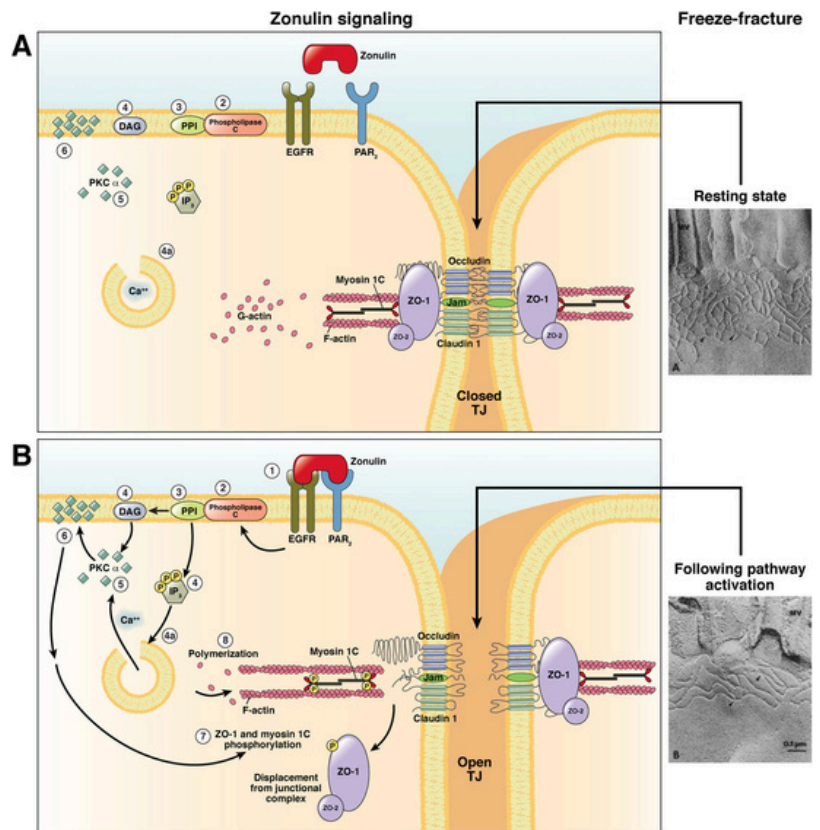 Zonulin signaling
Freeze-fracture
A
Zonulin
4
3
2
DAG
PPI
Phospholipase
C
6
EGFR
PAR2
PKC α
5
P
P
P
IP3
Resting state
4a
Ca++
Occludin
Myosin 1C
ZO-1
Jam
ZO-1
G-actin
F-actin
ZO-2
Claudin 1
ZO-2
MV
A
Closed
TJ
B
1
Zonulin
4
3
2
DAG
PPI
Phospholipase
C
6
EGFR
PAR2
PKC α
5
P
P
P
IP3
4
Following pathway
activation
Ca++
4a
8
Polymerization
Myosin 1C
Occludin
P
P
P
P
Jam
ZO-1
F-actin
Claudin 1
ZO-2
7
ZO-1 and myosin 1C
phosphorylation
P
ZO-1
Displacement
from junctional
complex
ZO-2
Open
TJ
MV
B
0.1μm